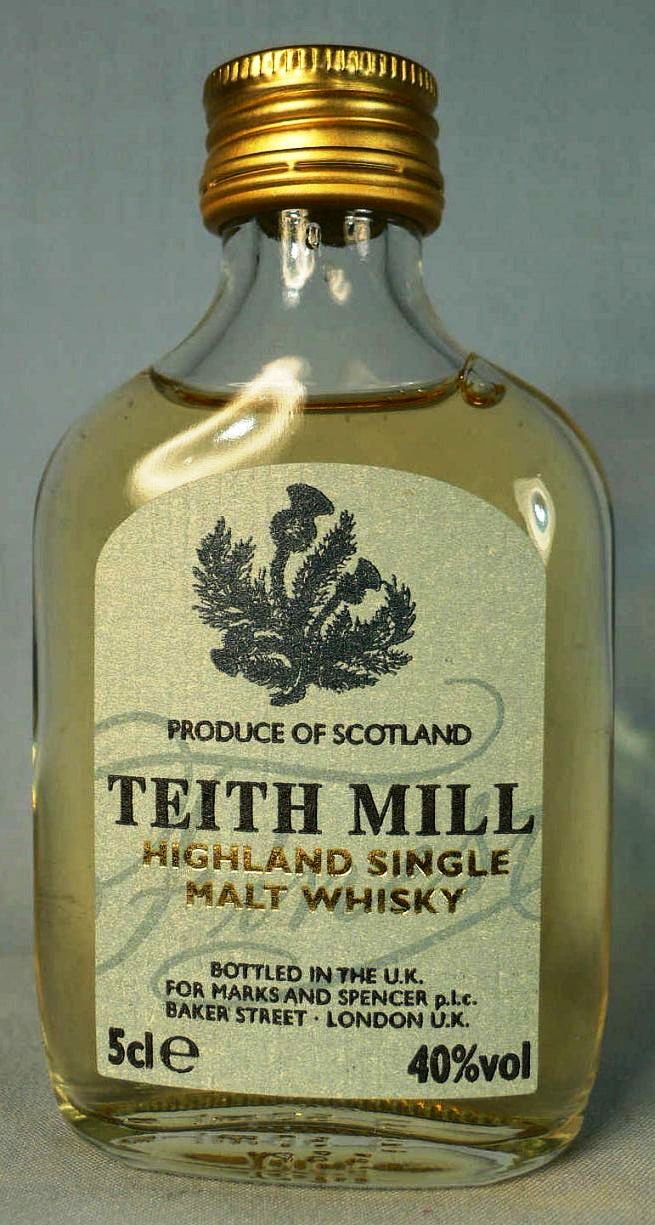 PRODUCE OF SCOTLAND
TEITH MILL
HIGHLAND SINGLE
MALT WHISKY
BOTTLED IN THE U.K.
FOR MARKS AND SPENCER p.l.c.
BAKER STREET · LONDON U.K.
5cl e
40%vol